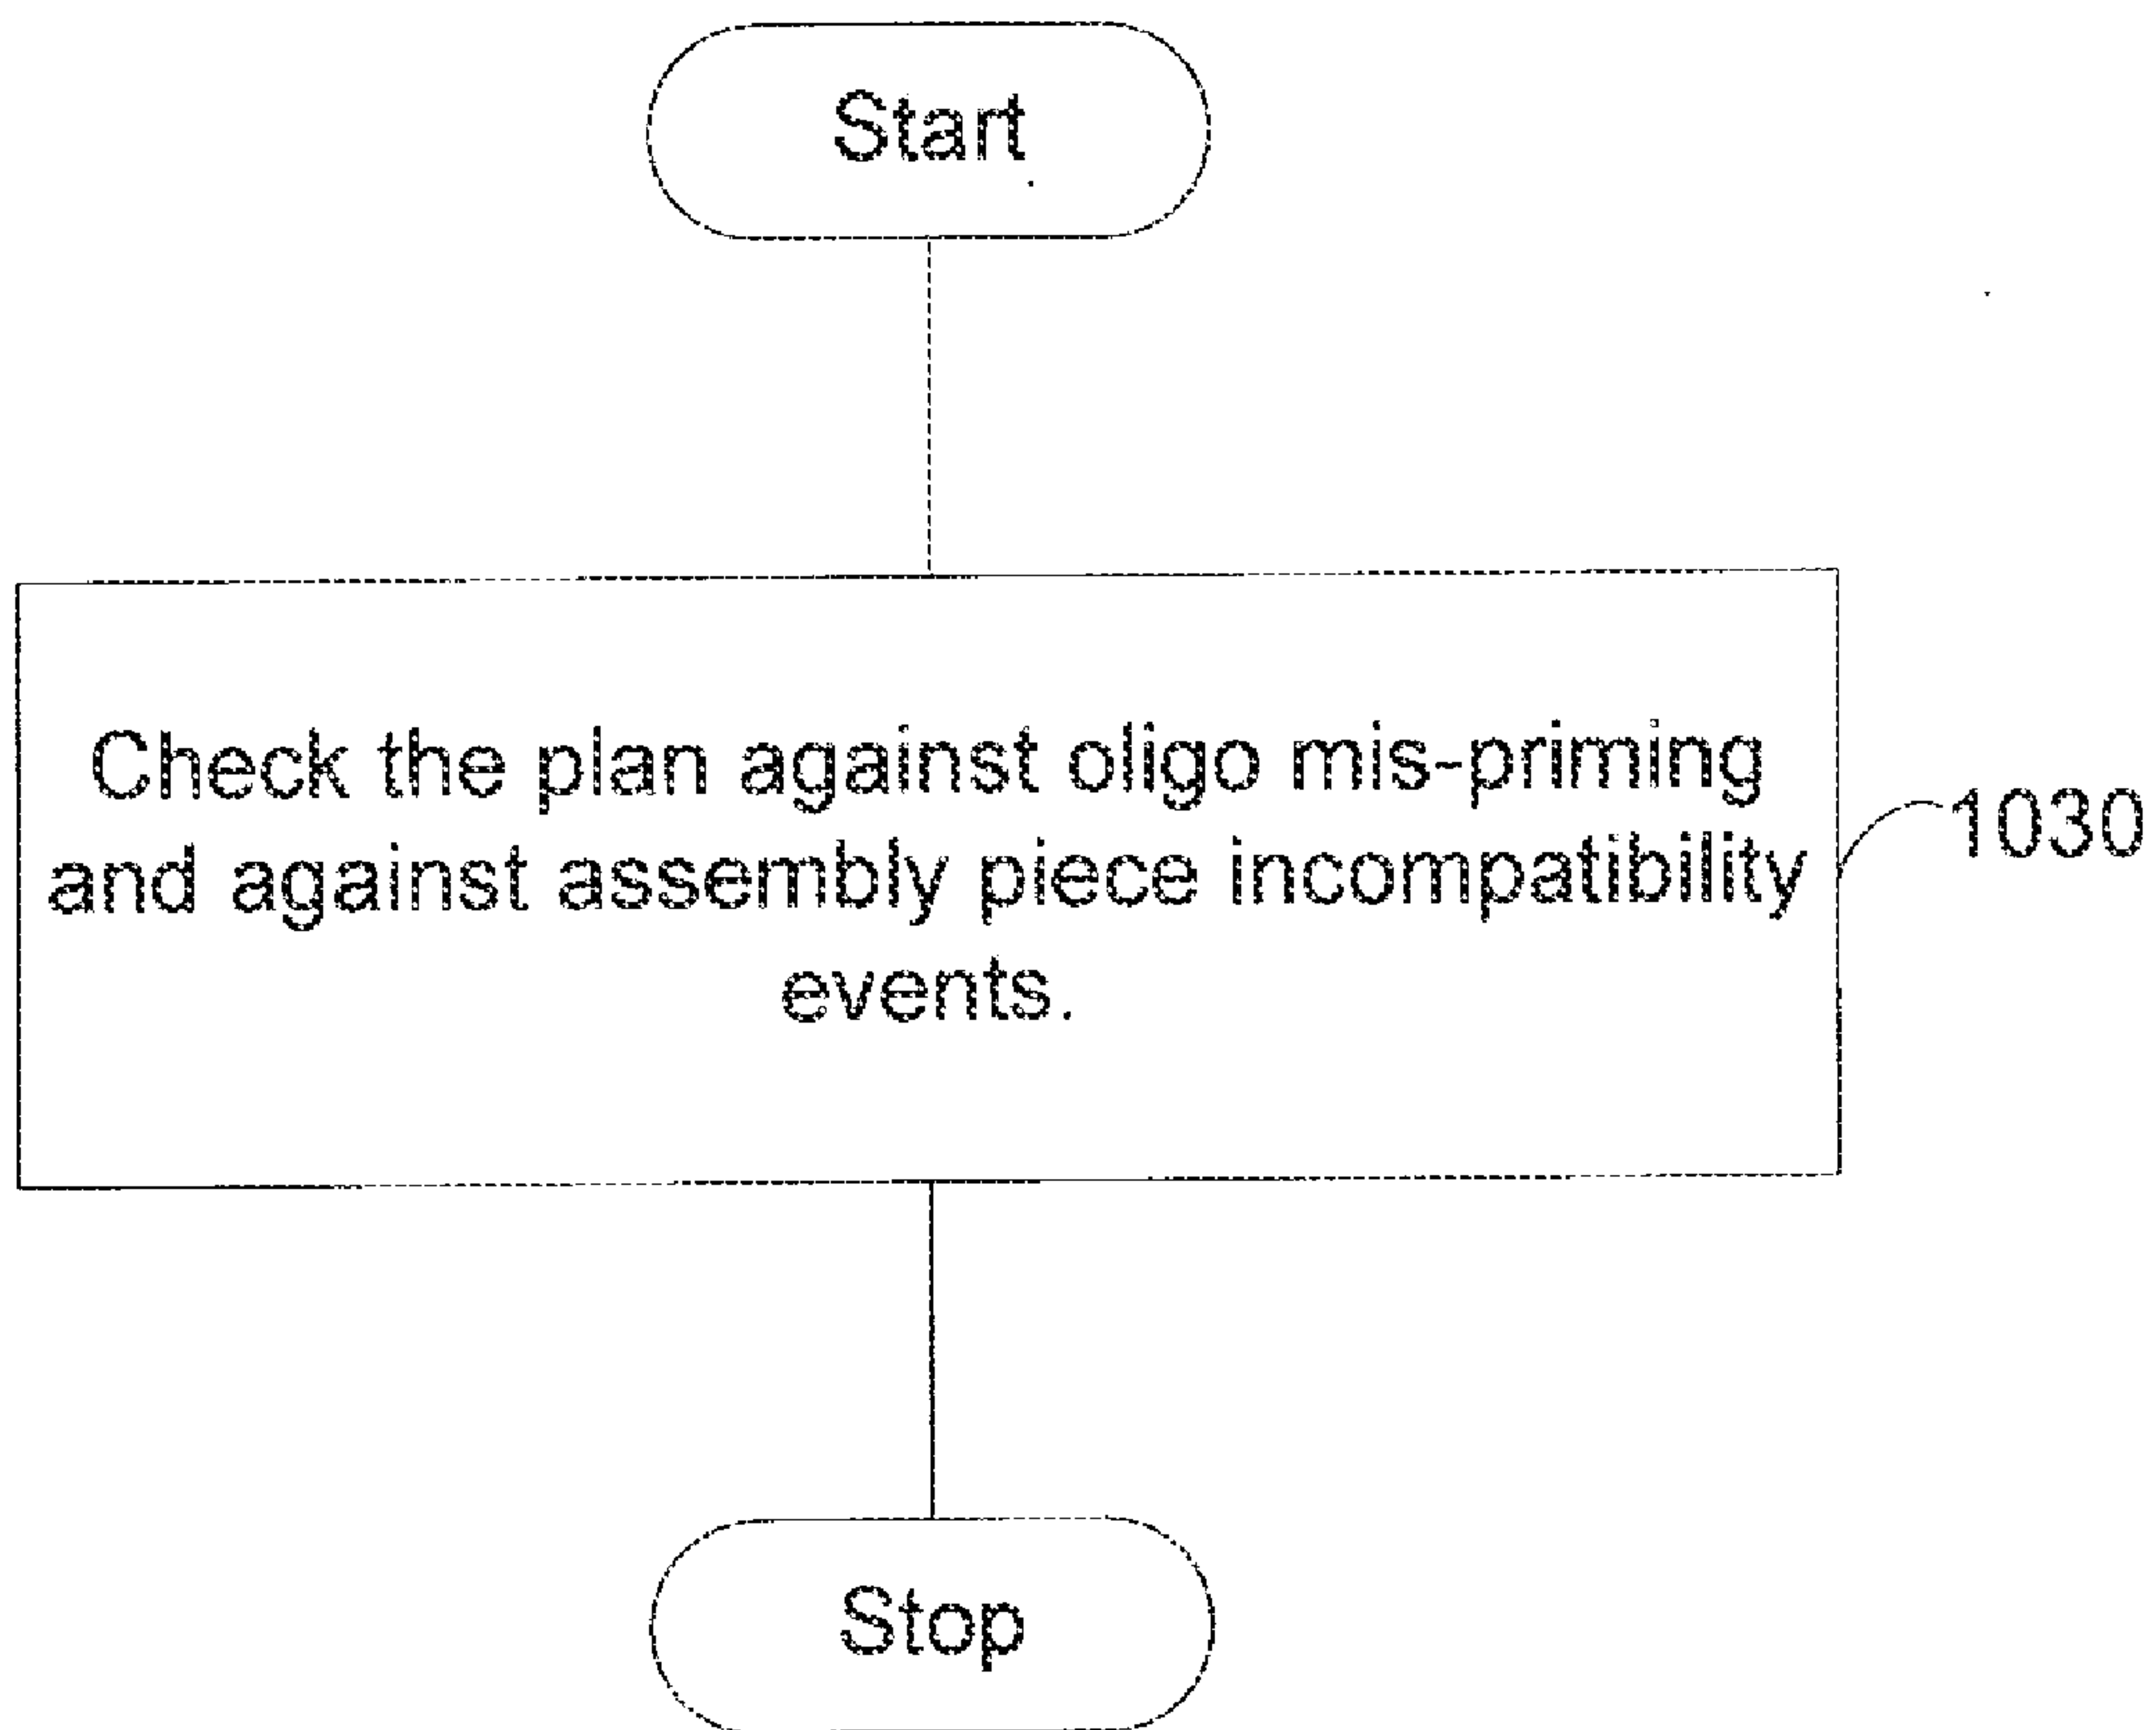 Start
Check the plan against oligo mis-priming
and against assembly piece incompatibility
events.
1030
Stop